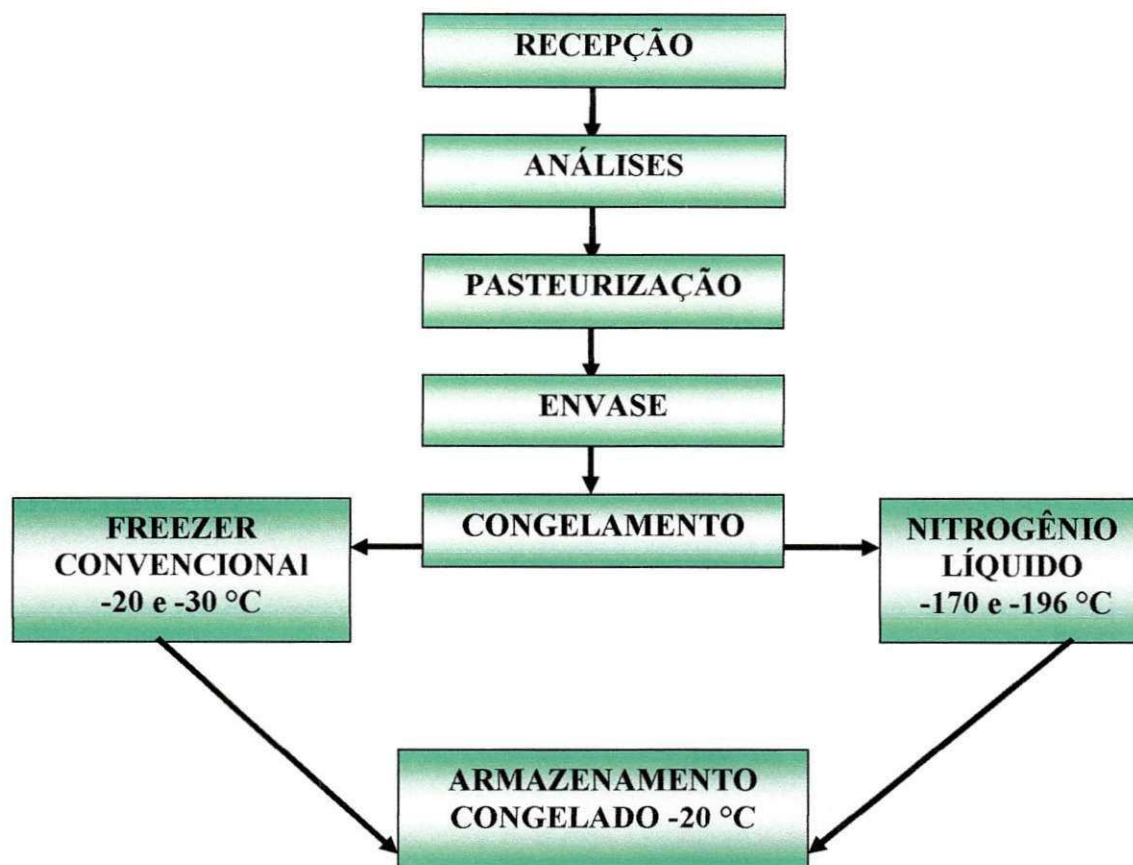 RECEPÇÃO
ANÁLISES
PASTEURIZAÇÃO
ENVASE
CONGELAMENTO
FREEZER
CONVENCIONAl
-20 e -30 °C
NITROGÊNIO
LÍQUIDO
-170 e -196 °C
ARMAZENAMENTO
CONGELADO -20 °C